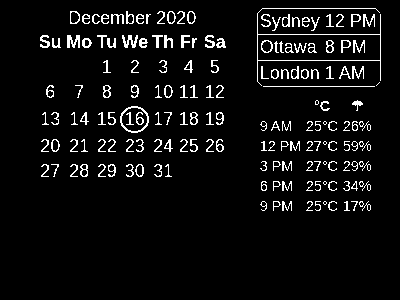 December 2020
Su Mo Tu We Th Fr Sa
1 2 3 4 5
6 7 8 9 10 11 12
13 14 15 16 17 18 19
20 21 22 23 24 25 26
27 28 29 30 31
Sydney 12 PM
Ottawa 8 PM
London 1 AM
°C ☂
9 AM 25°C 26%
12 PM 27°C 59%
3 PM 27°C 29%
6 PM 25°C 34%
9 PM 25°C 17%